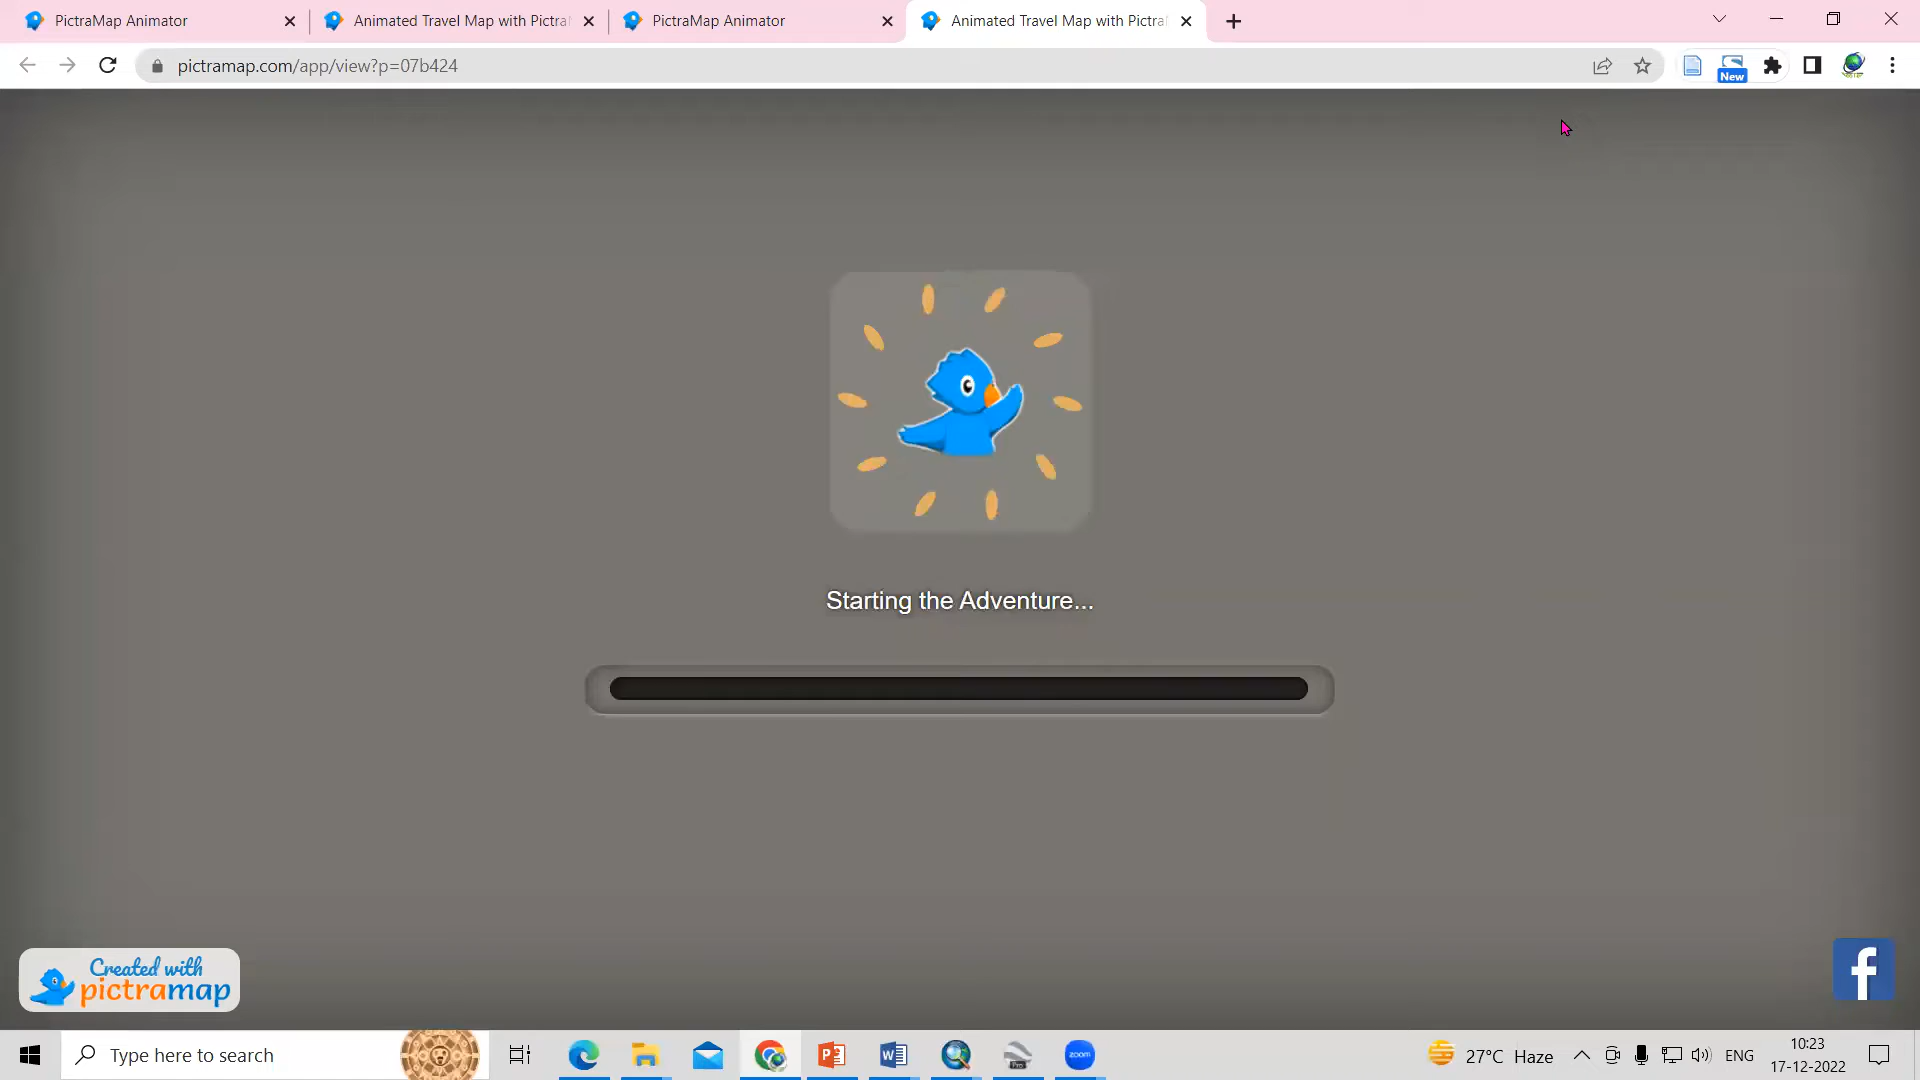 PictraMap Animator
Animated Travel Map with Pictra
PictraMap Animator
Animated Travel Map with Pictra
pictramap.com/app/view?p=07b424
New
Starting the Adventure...
Created with
pictramap
f
Type here to search
zoom
27°C Haze
ENG
10:23
17-12-2022